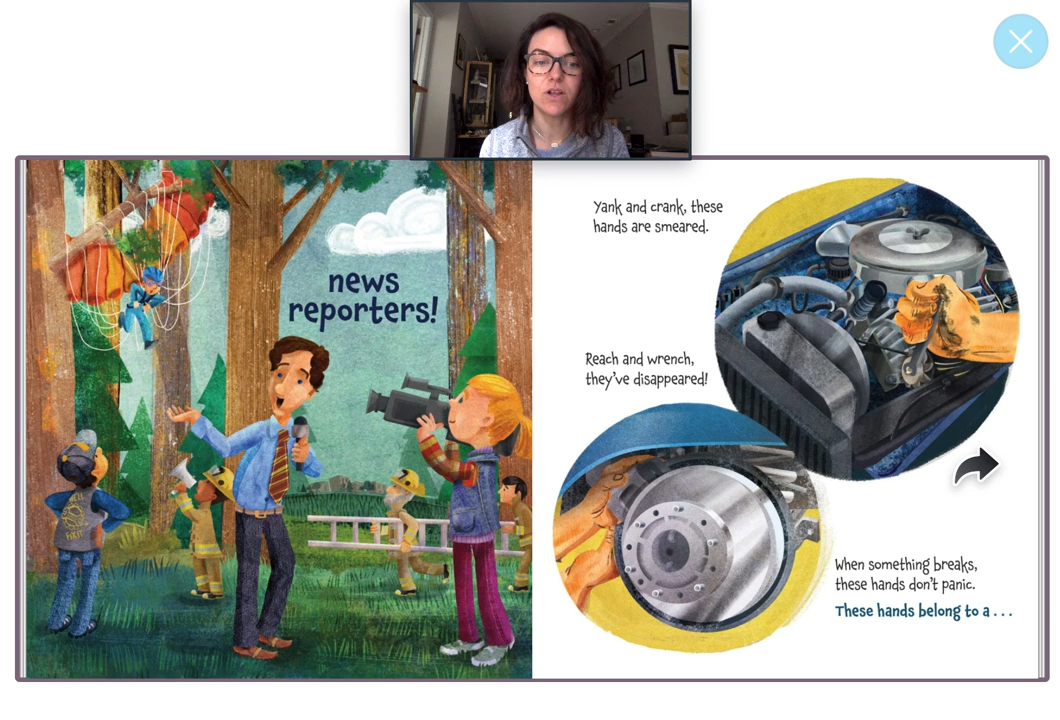 news
reporters!
Yank and crank, these
hands are smeared.
Reach and wrench,
they've disappeared!
When something breaks,
these hands don't panic.
These hands belong to a . . .